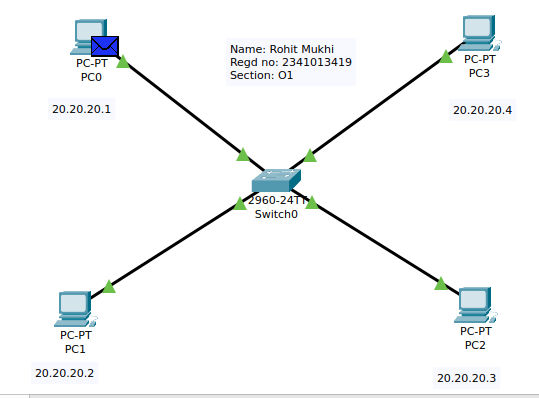 PC-PT
PC0
20.20.20.1
Name: Rohit Mukhi
Regd no: 2341013419
Section: O1
PC-PT
PC3
20.20.20.4
2960-24TT
Switch0
PC-PT
PC1
20.20.20.2
PC-PT
PC2
20.20.20.3